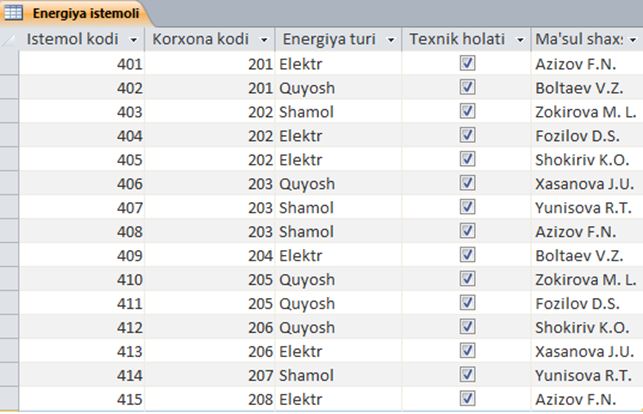 Energiya istemoli
Istemol kodi Korxona kodi Energiya turi Texnik holati Ma'sul shaxs
401 201 Elektr Azizov F.N.
402 201 Quyosh Boltaev V.Z.
403 202 Shamol Zokirova M. L.
404 202 Elektr Fozilov D.S.
405 202 Elektr Shokiriv K.O.
406 203 Quyosh Xasanova J.U.
407 203 Shamol Yunisova R.T.
408 203 Shamol Azizov F.N.
409 204 Elektr Boltaev V.Z.
410 205 Quyosh Zokirova M. L.
411 205 Quyosh Fozilov D.S.
412 206 Quyosh Shokiriv K.O.
413 206 Elektr Xasanova J.U.
414 207 Shamol Yunisova R.T.
415 208 Elektr Azizov F.N.